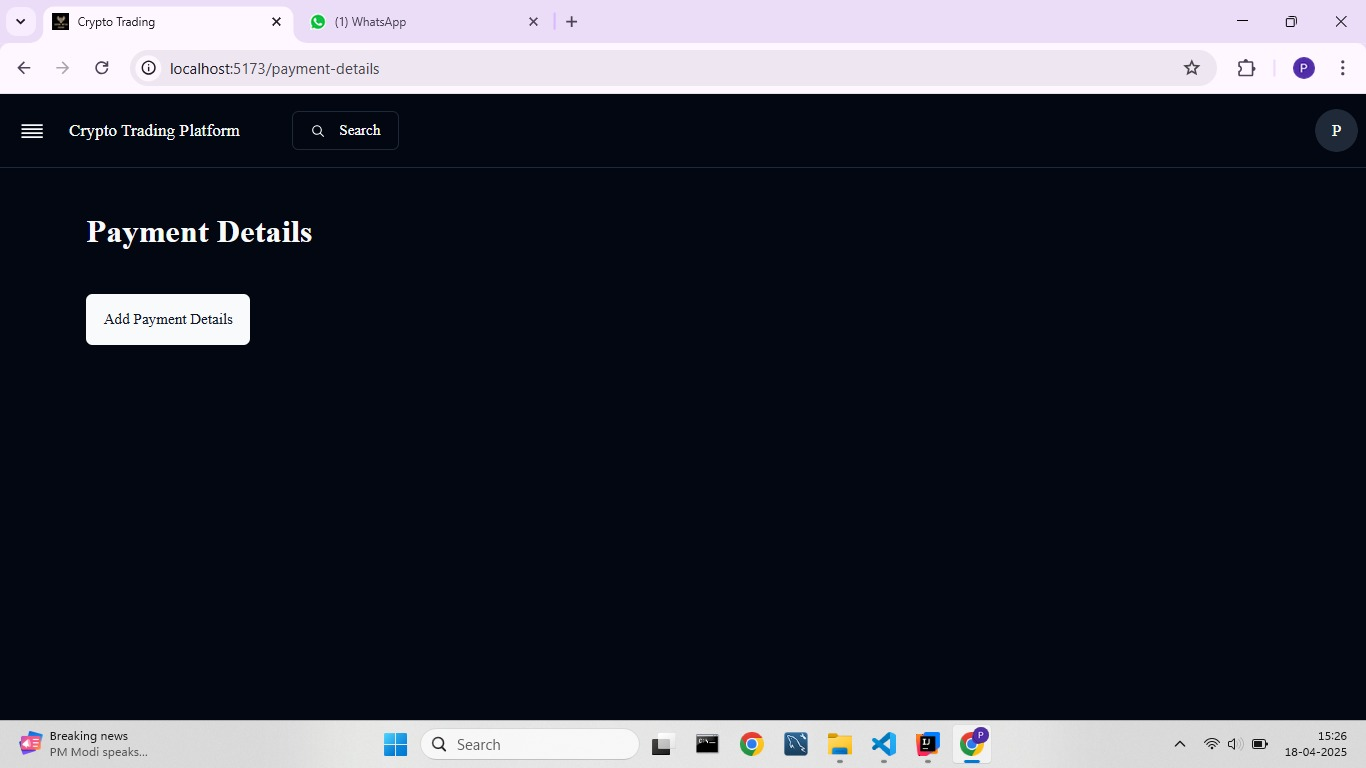 Crypto Trading
(1) WhatsApp
localhost:5173/payment-details
P
Crypto Trading Platform
Search
P
Payment Details
Add Payment Details
Breaking news
PM Modi speaks...
Search
P
15:26
18-04-2025